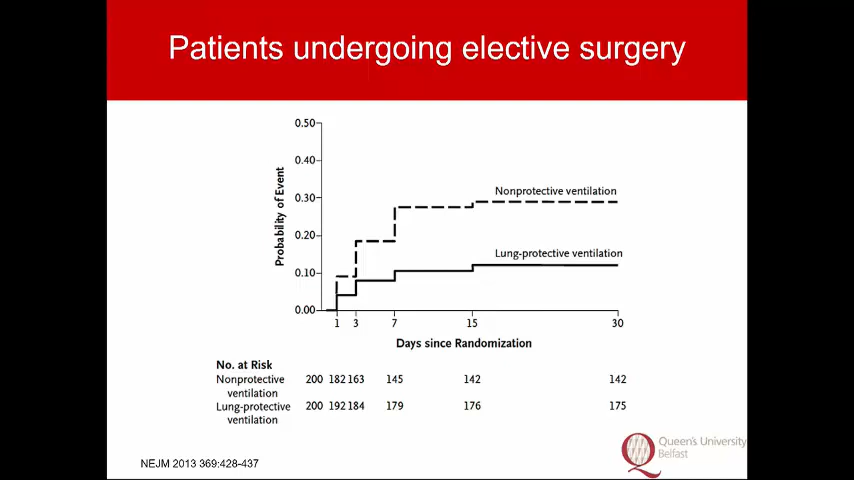 Patients undergoing elective surgery
0.50
0.40
0.30
0.20
0.10
0.00
Probability of Event
Nonprotective ventilation
Lung-protective ventilation
1 3 7 15 30
Days since Randomization
No. at Risk
Nonprotective 200 182 163 145 142 142
ventilation
Lung-protective 200 192 184 179 176 175
ventilation
NEJM 2013 369:428-437
Queen's University
Belfast